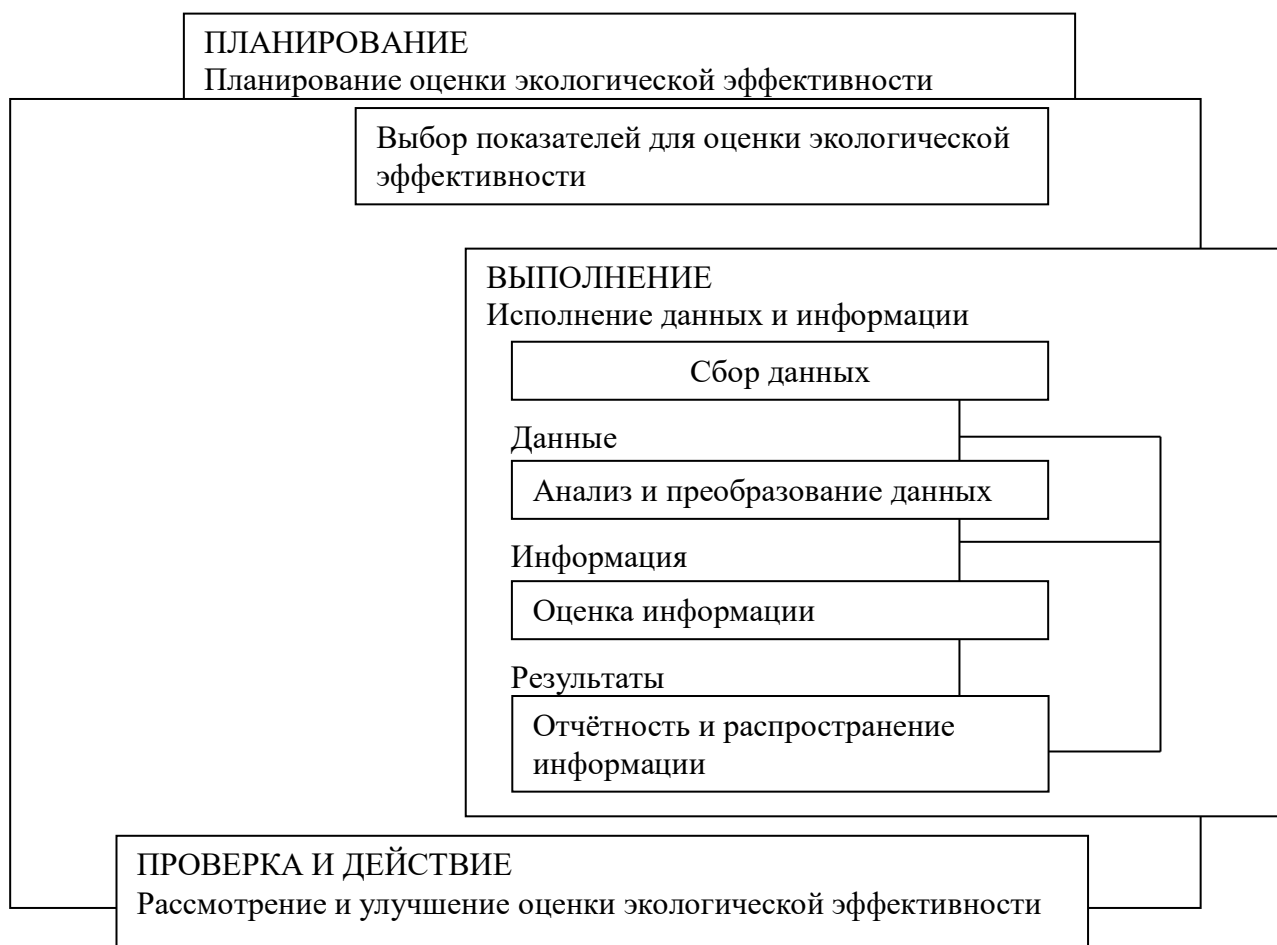 ПЛАНИРОВАНИЕ
Планирование оценки экологической эффективности
Выбор показателей для оценки экологической
эффективности
ВЫПОЛНЕНИЕ
Исполнение данных и информации
Сбор данных
Данные
Анализ и преобразование данных
Информация
Оценка информации
Результаты
Отчётность и распространение
информации
ПРОВЕРКА И ДЕЙСТВИЕ
Рассмотрение и улучшение оценки экологической эффективности